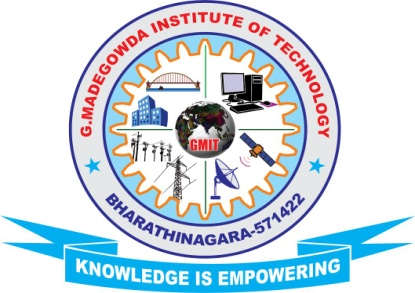 G.MADEGOWDA INSTITUTE OF TECHNOLOGY
GMIT
BHARATHINAGARA-571422
KNOWLEDGE IS EMPOWERING